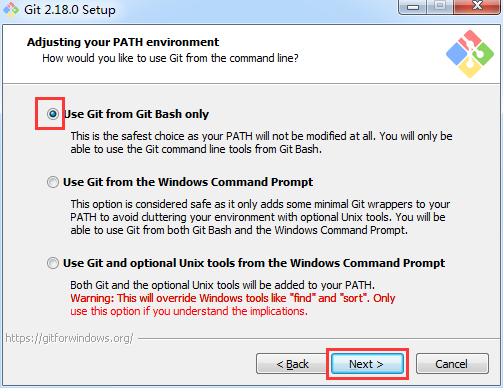 Git 2.18.0 Setup
Adjusting your PATH environment
How would you like to use Git from the command line?
Use Git from Git Bash only
This is the safest choice as your PATH will not be modified at all. You will only be
able to use the Git command line tools from Git Bash.
Use Git from the Windows Command Prompt
This option is considered safe as it only adds some minimal Git wrappers to your
PATH to avoid cluttering your environment with optional Unix tools. You will be
able to use Git from both Git Bash and the Windows Command Prompt.
Use Git and optional Unix tools from the Windows Command Prompt
Both Git and the optional Unix tools will be added to your PATH.
Warning: This will override Windows tools like "find" and "sort". Only
use this option if you understand the implications.
https://gitforwindows.org/
< Back
Next >
Cancel